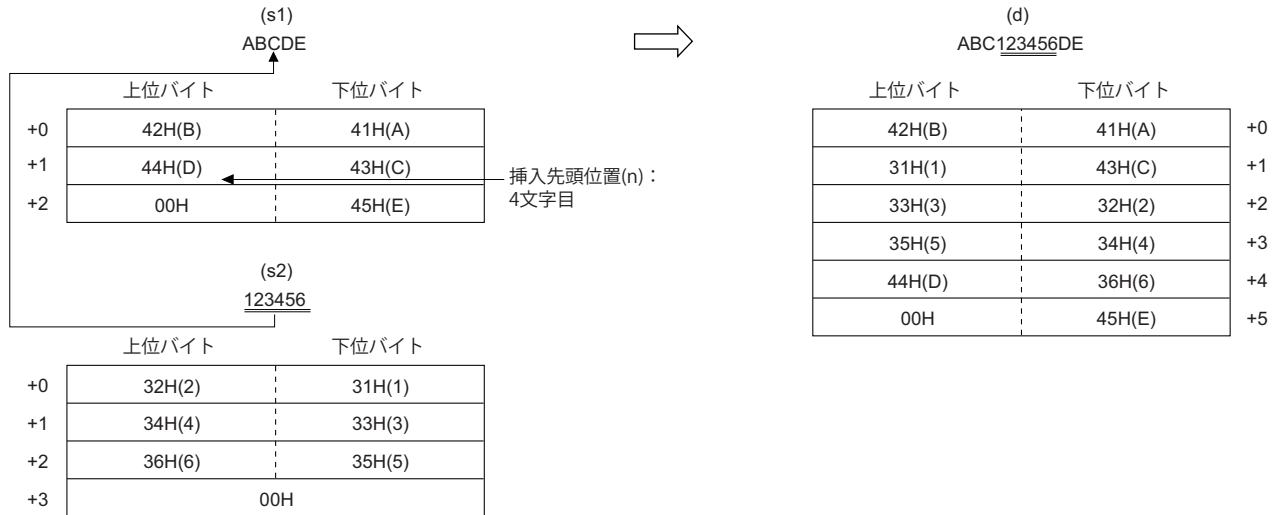 (s1)
ABCDE
上位バイト 下位バイト
+0 42H(B) 41H(A)
+1 44H(D) 43H(C)
+2 00H 45H(E)
挿入先頭位置(n)：
4文字目
(s2)
123456
上位バイト 下位バイト
+0 32H(2) 31H(1)
+1 34H(4) 33H(3)
+2 36H(6) 35H(5)
+3 00H
(d)
ABC123456DE
上位バイト 下位バイト
42H(B) 41H(A) +0
31H(1) 43H(C) +1
33H(3) 32H(2) +2
35H(5) 34H(4) +3
44H(D) 36H(6) +4
00H 45H(E) +5